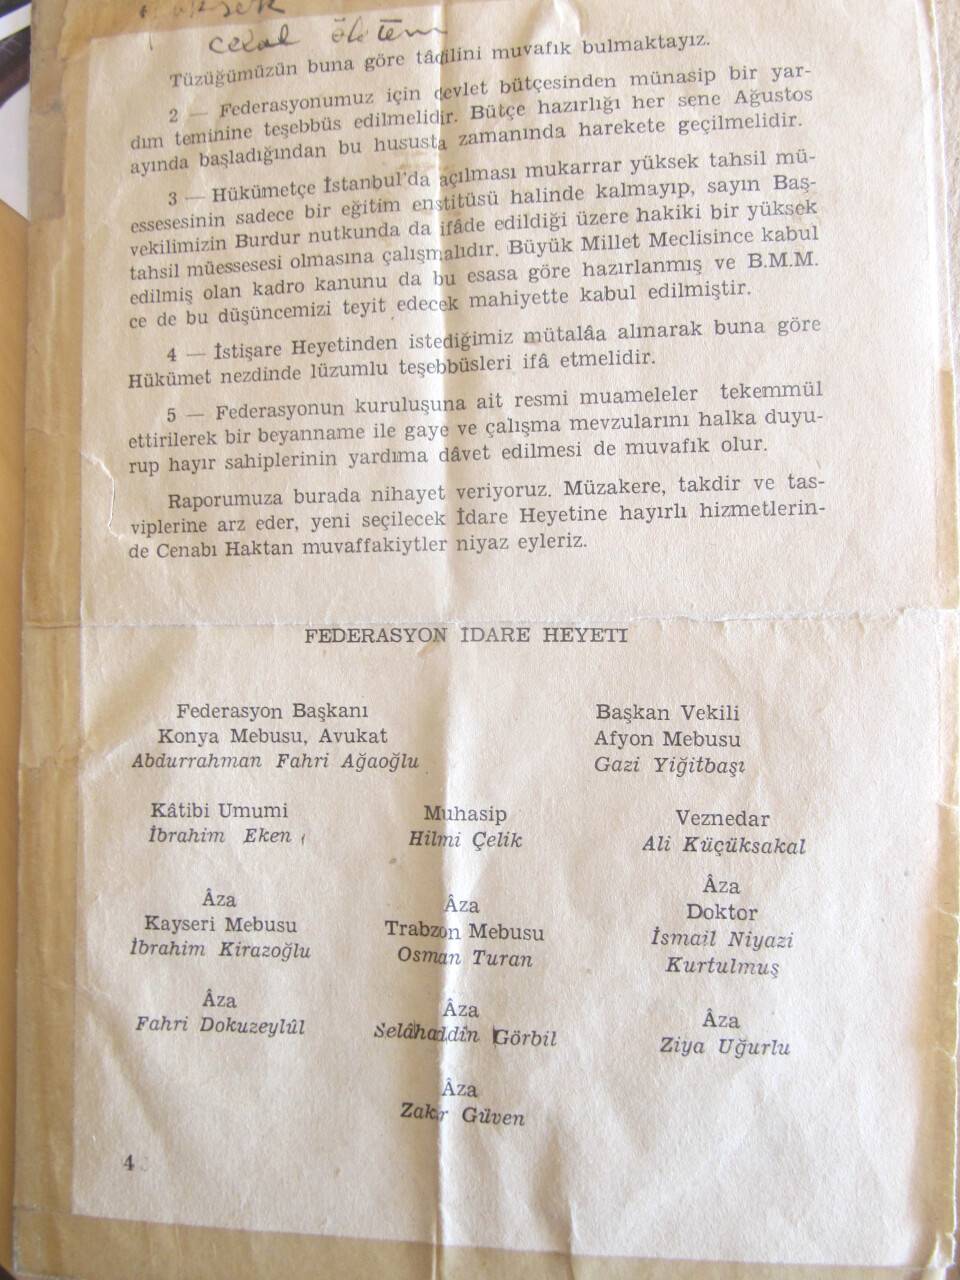 Celal Ökten
Tüzüğümüzün buna göre tâdilini muvafık bulmaktayız.
2 — Federasyonumuz için devlet bütçesinden münasip bir yar-
dım teminine teşebbüs edilmelidir. Bütçe hazırlığı her sene Ağustos
ayında başladığından bu hususta zamanında harekete geçilmelidir.
3 — Hükümetçe İstanbul'da açılması mukarrar yüksek tahsil mü-
essesesinin sadece bir eğitim enstitüsü halinde kalmayıp, sayın Baş-
vekilimizin Burdur nutkunda da ifâde edildiği üzere hakiki bir yüksek
tahsil müessesesi olmasına çalışmalıdır. Büyük Millet Meclisince kabul
edilmiş olan kadro kanunu da bu esasa göre hazırlanmış ve B.M.M.
ce de bu düşüncemizi teyit edecek mahiyette kabul edilmiştir.
4 — İstişare Heyetinden istediğimiz mütalâa alınarak buna göre
Hükümet nezdinde lüzumlu teşebbüsleri ifâ etmelidir.
5 — Federasyonun kuruluşuna ait resmi muameleler tekemmül
ettirilerek bir beyanname ile gaye ve çalışma mevzularını halka duyu-
rup hayır sahiplerinin yardıma dâvet edilmesi de muvafık olur.
Raporumuza burada nihayet veriyoruz. Müzakere, takdir ve tas-
viplerine arz eder, yeni seçilecek İdare Heyetine hayırlı hizmetlerin-
de Cenabı Haktan muvaffakiytler niyaz eyleriz.
FEDERASYON İDARE HEYETI
Federasyon Başkanı
Konya Mebusu, Avukat
Abdurrahman Fahri Ağaoğlu
Başkan Vekili
Afyon Mebusu
Gazi Yiğitbaşı
Kâtibi Umumi
İbrahim Eken
Muhasip
Hilmi Çelik
Veznedar
Ali Küçüksakal
Âza
Kayseri Mebusu
İbrahim Kirazoğlu
Âza
Trabzon Mebusu
Osman Turan
Âza
Doktor
İsmail Niyazi
Kurtulmuş
Âza
Fahri Dokuzeylûl
Âza
Selâhaddin Görbil
Âza
Ziya Uğurlu
Âza
Zakir Güven
4